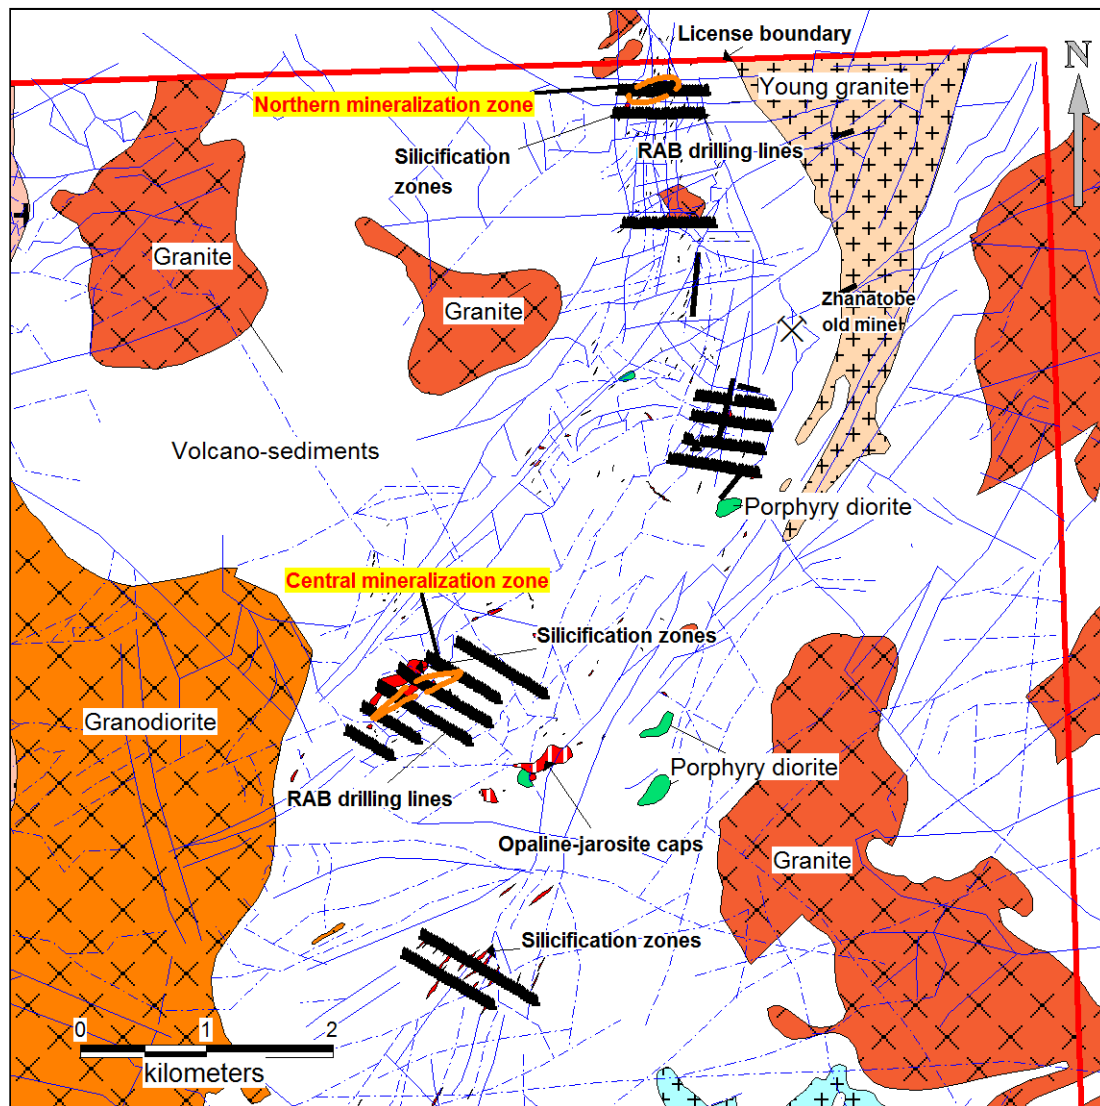 License boundary
N
Young granite
Northern mineralization zone
RAB drilling lines
Silicification
zones
Granite
Granite
Zhanatobe
old mine
Volcano-sediments
Porphyry diorite
Central mineralization zone
Silicification zones
Granodiorite
Porphyry diorite
RAB drilling lines
Opaline-jarosite caps
Granite
Silicification zones
0 1 2
kilometers